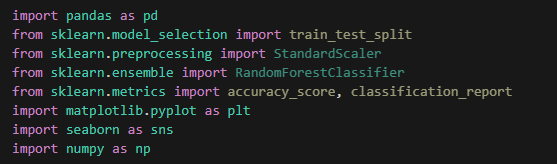 import pandas as pd
from sklearn.model_selection import train_test_split
from sklearn.preprocessing import StandardScaler
from sklearn.ensemble import RandomForestClassifier
from sklearn.metrics import accuracy_score, classification_report
import matplotlib.pyplot as plt
import seaborn as sns
import numpy as np